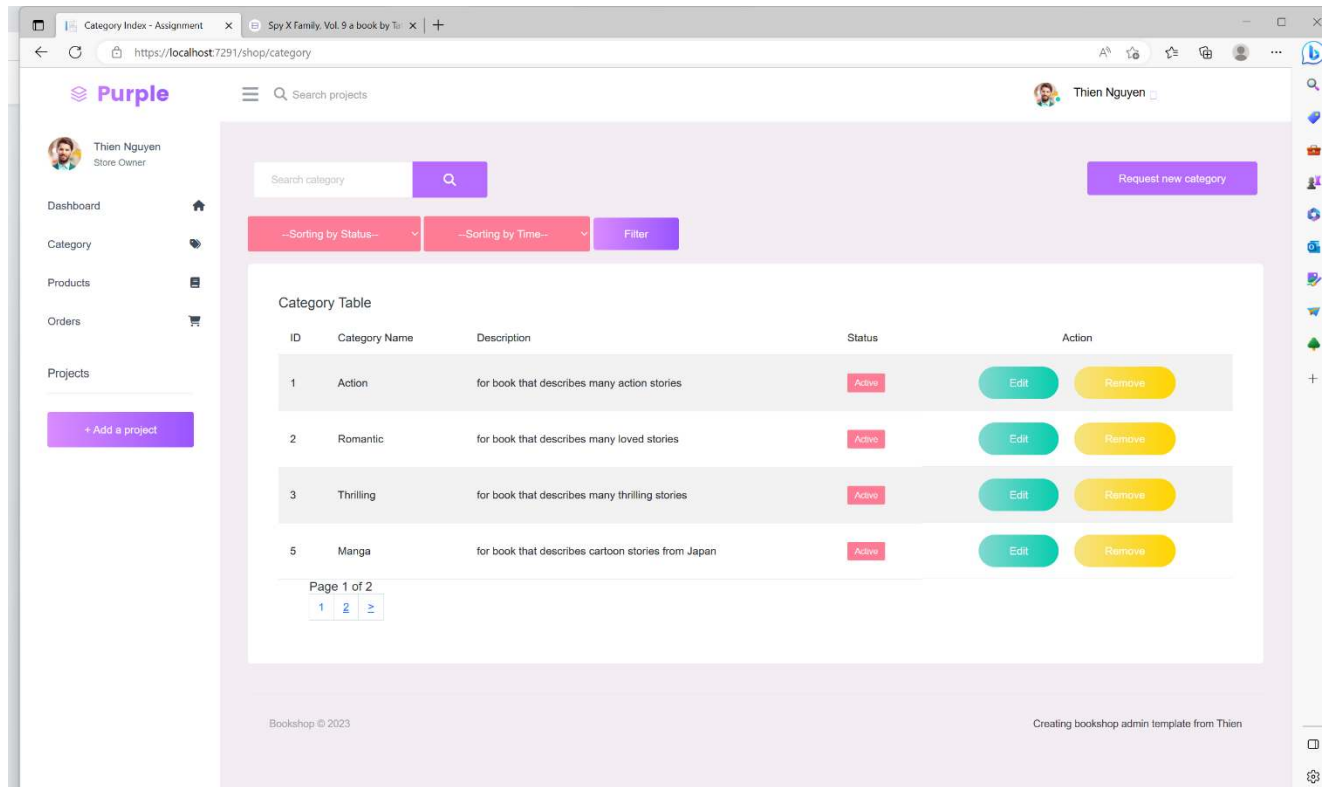 Category Index - Assignment
Spy X Family, Vol. 9 a book by Ta
https://localhost:7291/shop/category
Purple
Search projects
Thien Nguyen
Thien Nguyen
Store Owner
Search category
Request new category
Dashboard
--Sorting by Status--
--Sorting by Time--
Filter
Category
Products
Orders
Projects
+ Add a project
Category Table
ID Category Name Description Status Action
1 Action for book that describes many action stories Active Edit Remove
2 Romantic for book that describes many loved stories Active Edit Remove
3 Thrilling for book that describes many thrilling stories Active Edit Remove
5 Manga for book that describes cartoon stories from Japan Active Edit Remove
Page 1 of 2
1 2 >
Bookshop © 2023
Creating bookshop admin template from Thien